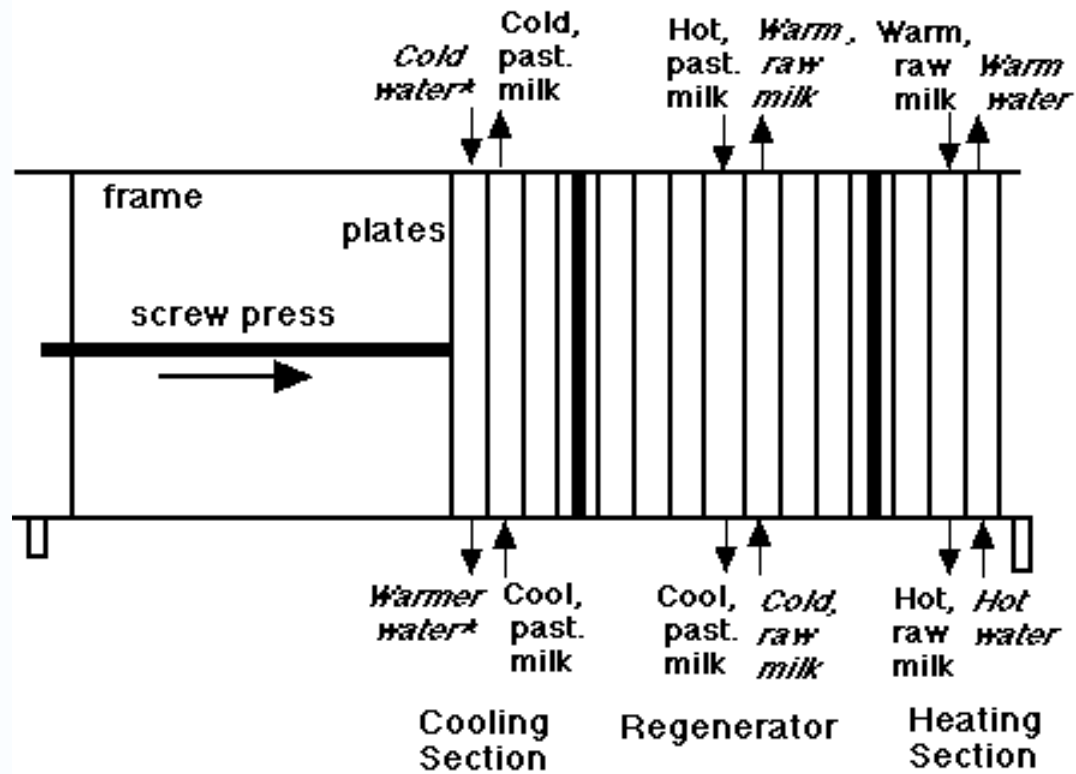 Cold
water*
Cold,
past.
milk
Hot,
past.
milk
Warm,
raw
milk
Warm,
raw
milk
Warm
water
frame
plates
screw press
Warmer
water*
Cool,
past.
milk
Cool,
past.
milk
Cold,
raw
milk
Hot,
raw
milk
Hot
water
Cooling
Section
Regenerator
Heating
Section